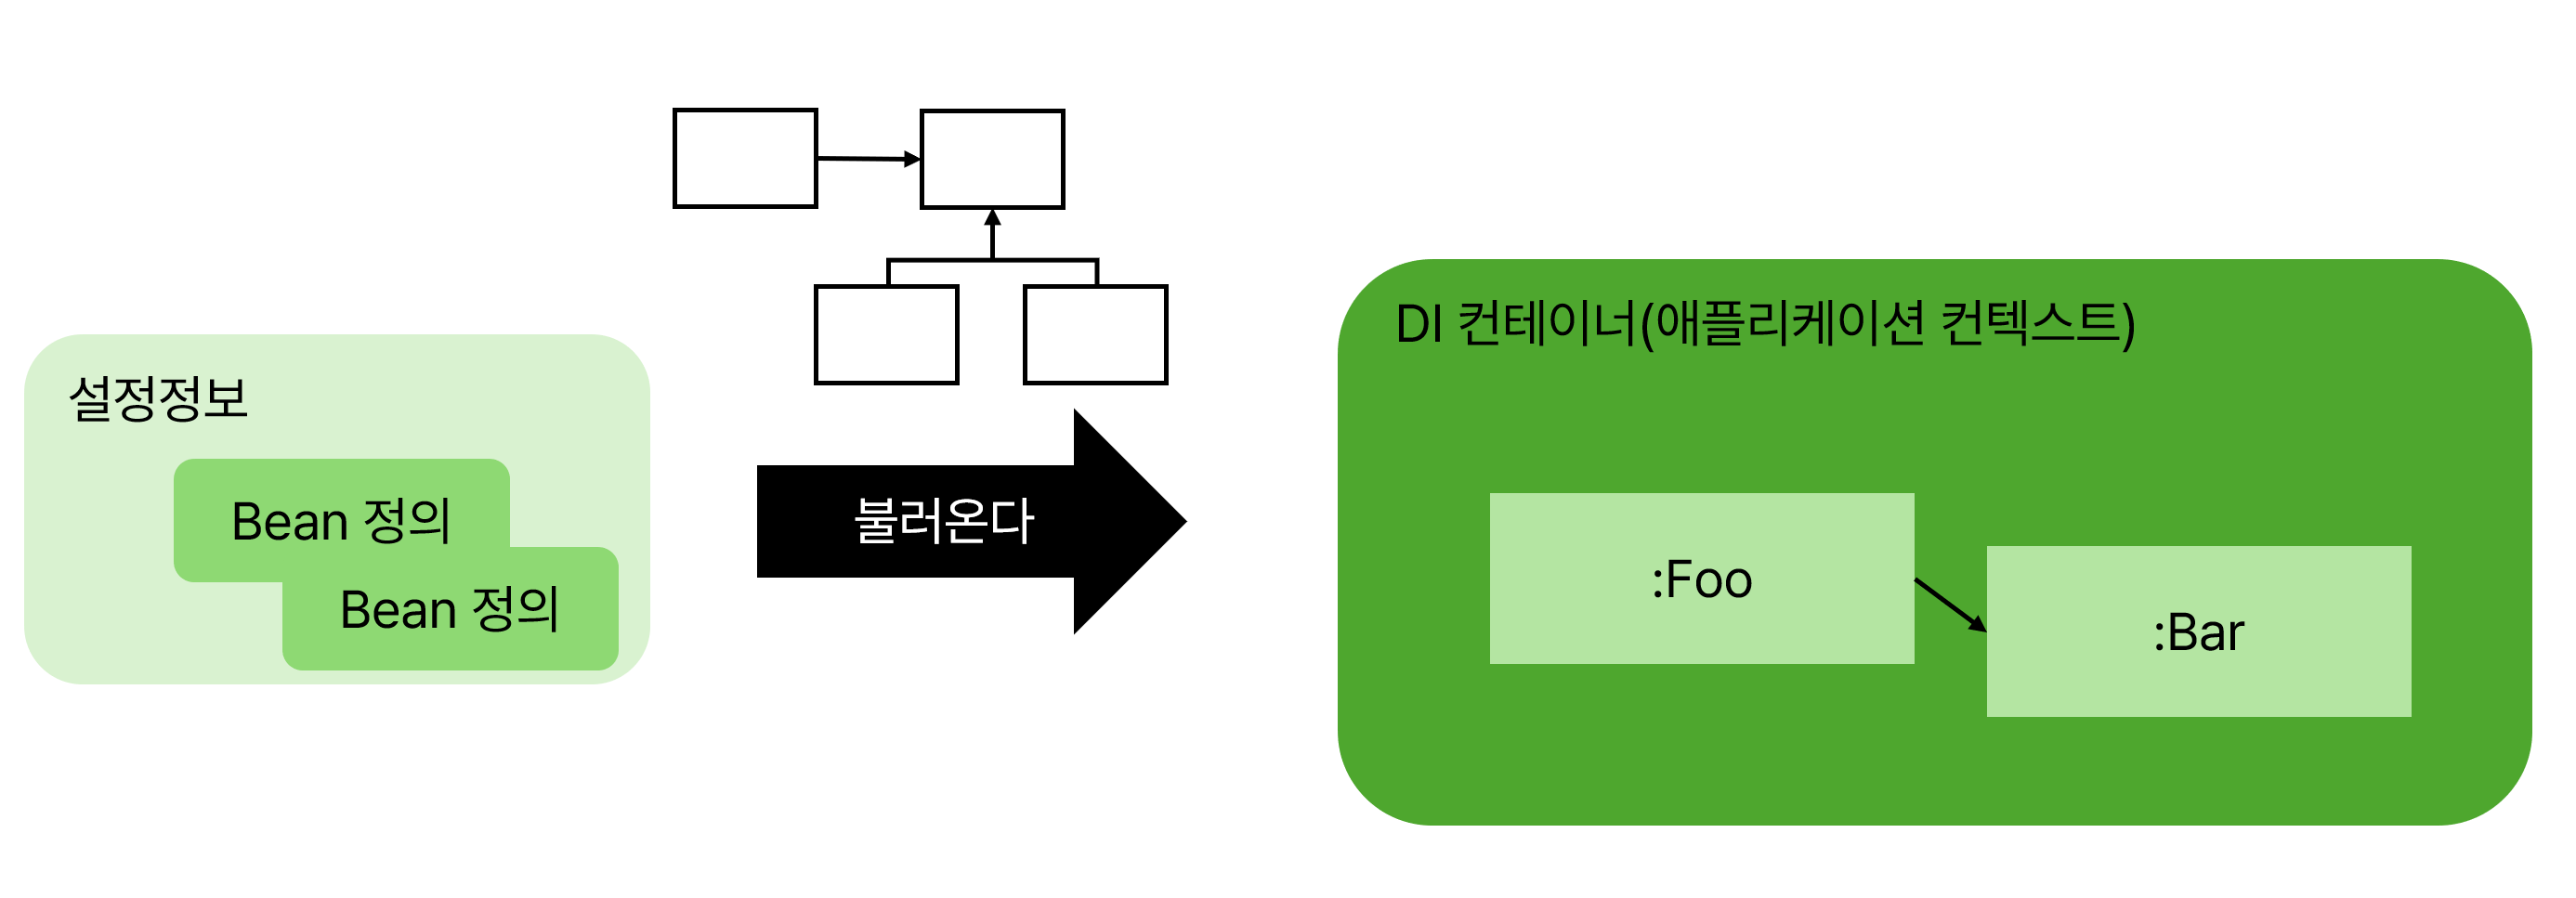 설정정보
Bean 정의
Bean 정의
불러온다
DI 컨테이너(애플리케이션 컨텍스트)
:Foo
:Bar